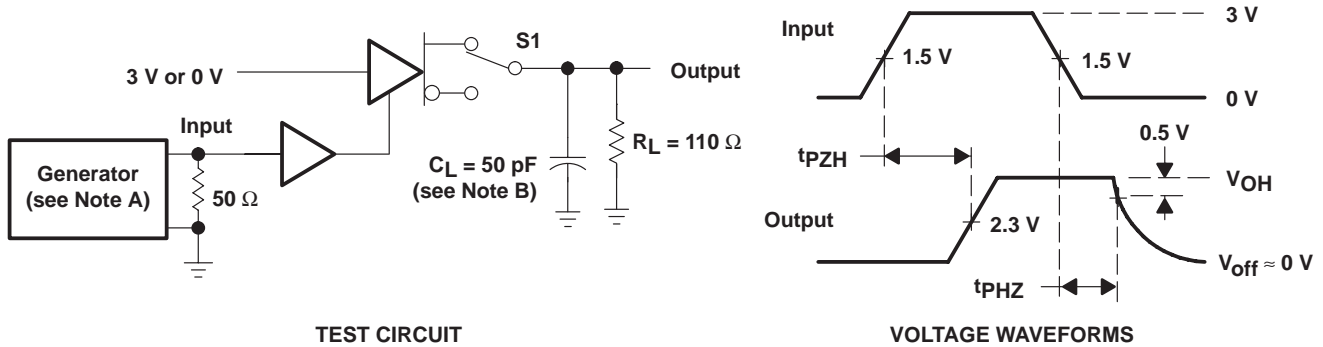 3 V or 0 V
Input
Generator
(see Note A)
50 Ω
S1
Output
CL = 50 pF
(see Note B)
RL = 110 Ω
TEST CIRCUIT
Input
1.5 V
1.5 V
3 V
0 V
0.5 V
tPZH
VOH
Output
2.3 V
Voff ≈ 0 V
tPHZ
VOLTAGE WAVEFORMS